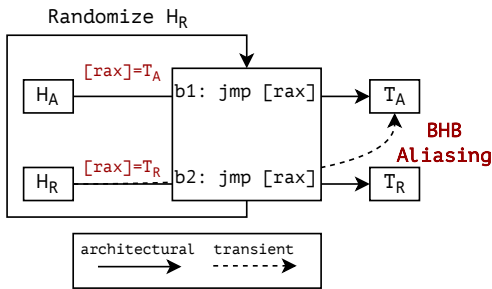 Randomize H_R
[rax]=T_A
H_A
b1: jmp [rax]
T_A
BHB
Aliasing
[rax]=T_R
H_R
b2: jmp [rax]
T_R
architectural
transient